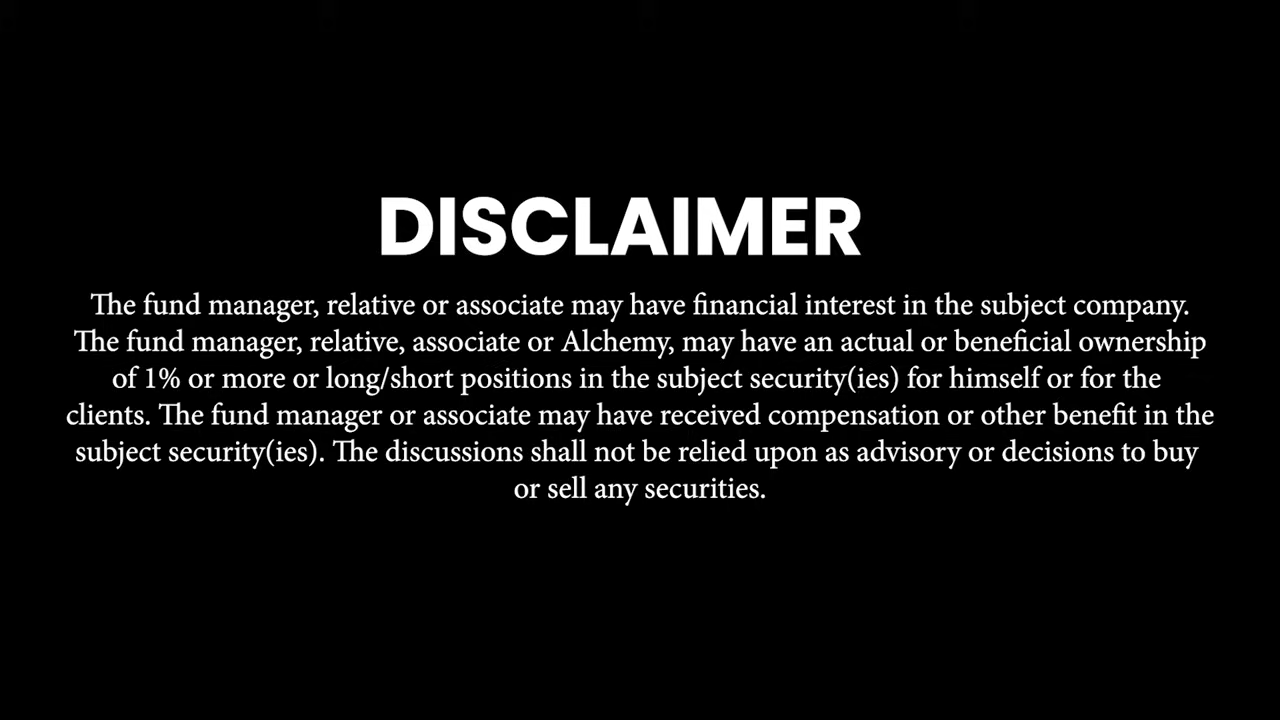 DISCLAIMER
The fund manager, relative or associate may have financial interest in the subject company.
The fund manager, relative, associate or Alchemy, may have an actual or beneficial ownership
of 1% or more or long/short positions in the subject security(ies) for himself or for the
clients. The fund manager or associate may have received compensation or other benefit in the
subject security(ies). The discussions shall not be relied upon as advisory or decisions to buy
or sell any securities.